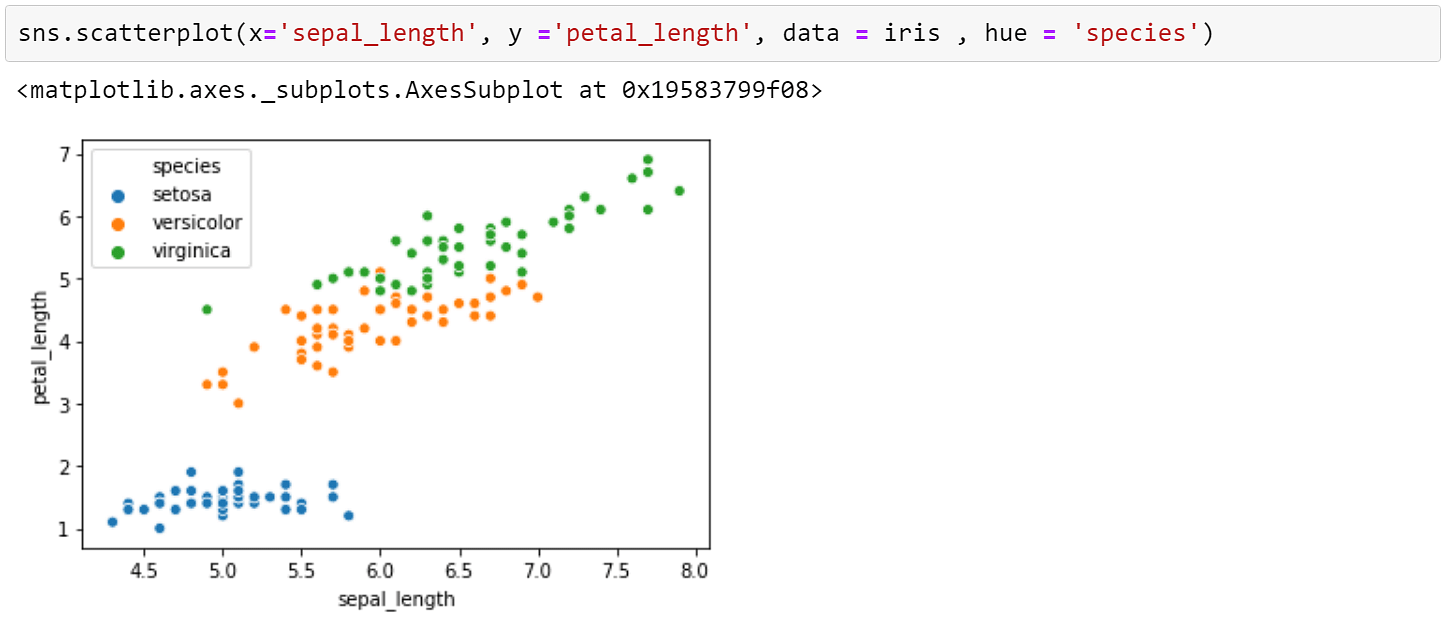 sns.scatterplot(x='sepal_length', y ='petal_length', data = iris , hue = 'species')
<matplotlib.axes._subplots.AxesSubplot at 0x19583799f08>
species
setosa
versicolor
virginica
7
6
5
4
3
2
1
petal_length
4.5 5.0 5.5 6.0 6.5 7.0 7.5 8.0
sepal_length